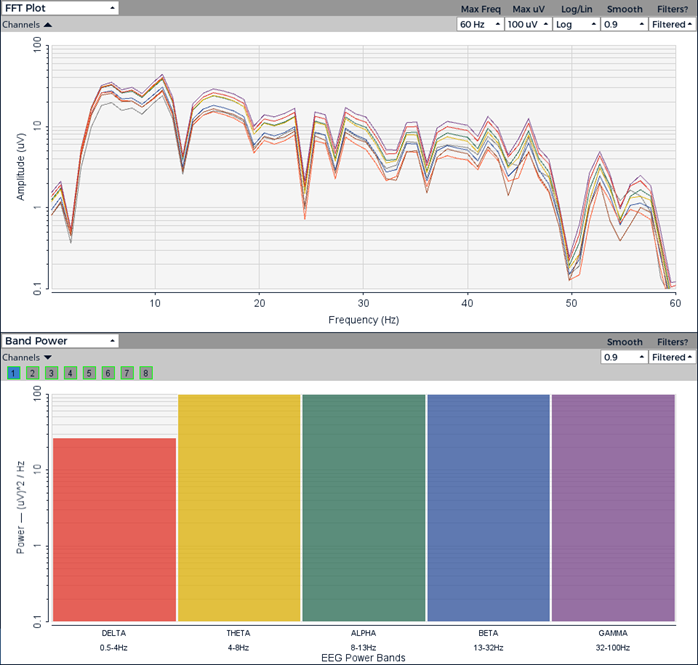 FFT Plot
Max Freq Max uV Log/Lin Smooth Filters?
Channels 60 Hz 100 uV Log 0.9 Filtered
Amplitude (uV)
100
10
1
0.1
10 20 30 40 50 60
Frequency (Hz)
Band Power
Smooth Filters?
Channels 0.9 Filtered
1 2 3 4 5 6 7 8
Power — (uV)^2 / Hz
100
10
1
0.1
DELTA THETA ALPHA BETA GAMMA
0.5-4Hz 4-8Hz 8-13Hz 13-32Hz 32-100Hz
EEG Power Bands